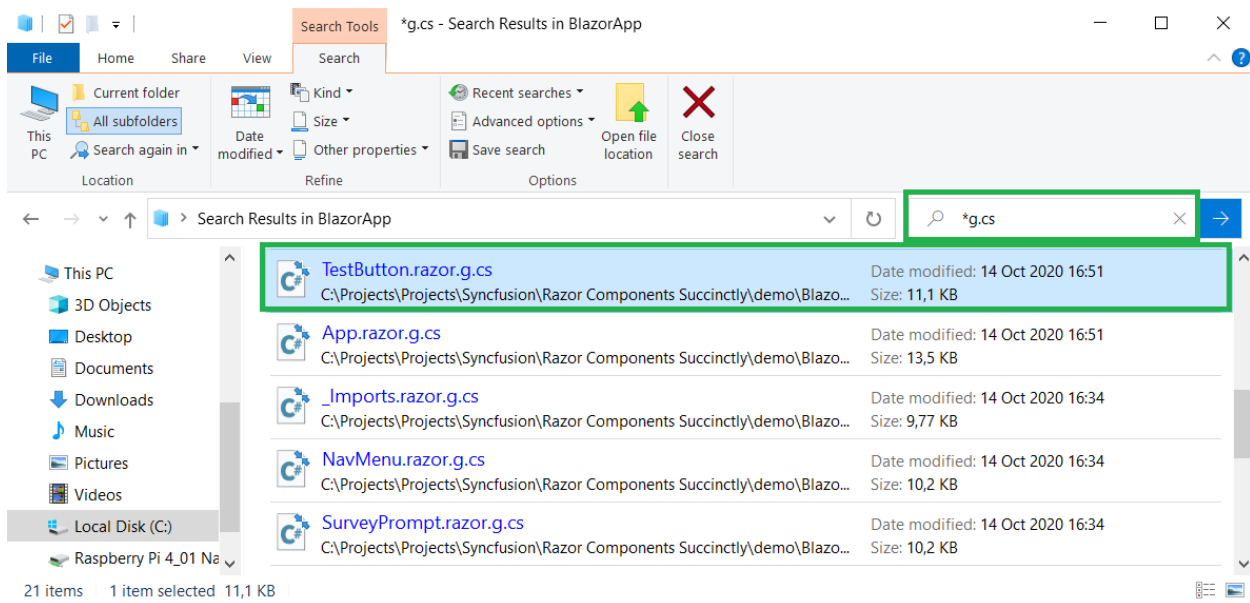 Search Tools
*g.cs - Search Results in BlazorApp
File
Home
Share
View
Search
?
This PC
Current folder
All subfolders
Search again in
Location
Date modified
Kind
Size
Other properties
Refine
Recent searches
Advanced options
Save search
Options
Open file location
Close search
Search Results in BlazorApp
*g.cs
This PC
3D Objects
Desktop
Documents
Downloads
Music
Pictures
Videos
Local Disk (C:)
Raspberry Pi 4_01 Na
C#
TestButton.razor.g.cs
Date modified: 14 Oct 2020 16:51
C:\Projects\Projects\Syncfusion\Razor Components Succinctly\demo\Blazo...
Size: 11,1 KB
C#
App.razor.g.cs
Date modified: 14 Oct 2020 16:51
C:\Projects\Projects\Syncfusion\Razor Components Succinctly\demo\Blazo...
Size: 13,5 KB
C#
_Imports.razor.g.cs
Date modified: 14 Oct 2020 16:34
C:\Projects\Projects\Syncfusion\Razor Components Succinctly\demo\Blazo...
Size: 9,77 KB
C#
NavMenu.razor.g.cs
Date modified: 14 Oct 2020 16:34
C:\Projects\Projects\Syncfusion\Razor Components Succinctly\demo\Blazo...
Size: 10,2 KB
C#
SurveyPrompt.razor.g.cs
Date modified: 14 Oct 2020 16:34
C:\Projects\Projects\Syncfusion\Razor Components Succinctly\demo\Blazo...
Size: 10,2 KB
21 items
1 item selected 11,1 KB